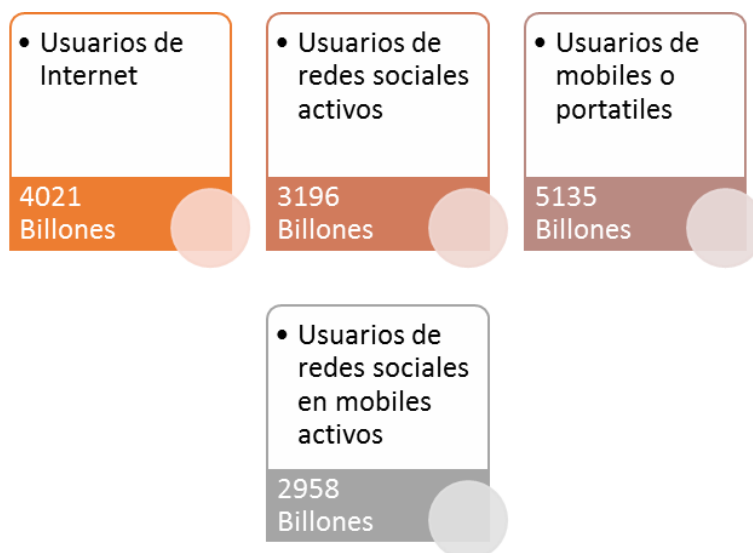 • Usuarios de
Internet
4021
Billones
• Usuarios de
redes sociales
activos
3196
Billones
• Usuarios de
mobiles o
portatiles
5135
Billones
• Usuarios de
redes sociales
en mobiles
activos
2958
Billones